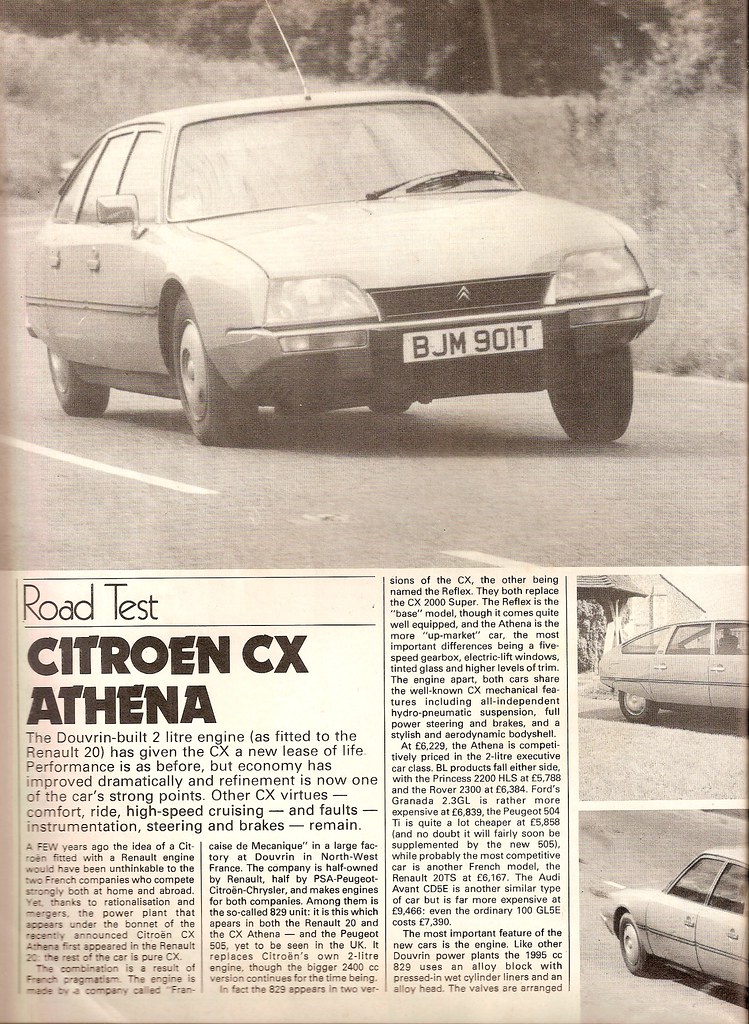 BJM 901T
Road Test
CITROEN CX
ATHENA
The Douvrin-built 2 litre engine (as fitted to the
Renault 20) has given the CX a new lease of life.
Performance is as before, but economy has
improved dramatically and refinement is now one
of the car's strong points. Other CX virtues —
comfort, ride, high-speed cruising — and faults —
instrumentation, steering and brakes — remain.
A FEW years ago the idea of a Cit-
roën fitted with a Renault engine
would have been unthinkable to the
two French companies who compete
strongly both at home and abroad.
Yet, thanks to rationalisation and
mergers, the power plant that
appears under the bonnet of the
recently announced Citroën CX
Athena first appeared in the Renault
20: the rest of the car is pure CX.
The combination is a result of
French pragmatism. The engine is
made by a company called "Fran-
caise de Mecanique" in a large fac-
tory at Douvrin in North-West
France. The company is half-owned
by Renault, half by PSA-Peugeot-
Citroën-Chrysler, and makes engines
for both companies. Among them is
the so-called 829 unit: it is this which
apears in both the Renault 20 and
the CX Athena — and the Peugeot
505, yet to be seen in the UK. It
replaces Citroën's own 2-litre
engine, though the bigger 2400 cc
version continues for the time being.
In fact the 829 appears in two ver-
sions of the CX, the other being
named the Reflex. They both replace
the CX 2000 Super. The Reflex is the
"base" model, though it comes quite
well equipped, and the Athena is the
more "up-market" car, the most
important differences being a five-
speed gearbox, electric-lift windows,
tinted glass and higher levels of trim.
The engine apart, both cars share
the well-known CX mechanical fea-
tures including all-independent
hydro-pneumatic suspension, full
power steering and brakes, and a
stylish and aerodynamic bodyshell.
At £6,229, the Athena is competi-
tively priced in the 2-litre executive
car class. BL products fall either side,
with the Princess 2200 HLS at £5,788
and the Rover 2300 at £6,384. Ford's
Granada 2.3GL is rather more
expensive at £6,839, the Peugeot 504
Ti is quite a lot cheaper at £5,858
(and no doubt it will fairly soon be
supplemented by the new 505),
while probably the most competitive
car is another French model, the
Renault 20TS at £6,167. The Audi
Avant CD5E is another similar type
of car but is far more expensive at
£9,466: even the ordinary 100 GL5E
costs £7,390.
The most important feature of the
new cars is the engine. Like other
Douvrin power plants the 1995 cc
829 uses an alloy block with
pressed-in wet cylinder liners and an
alloy head. The valves are arranged